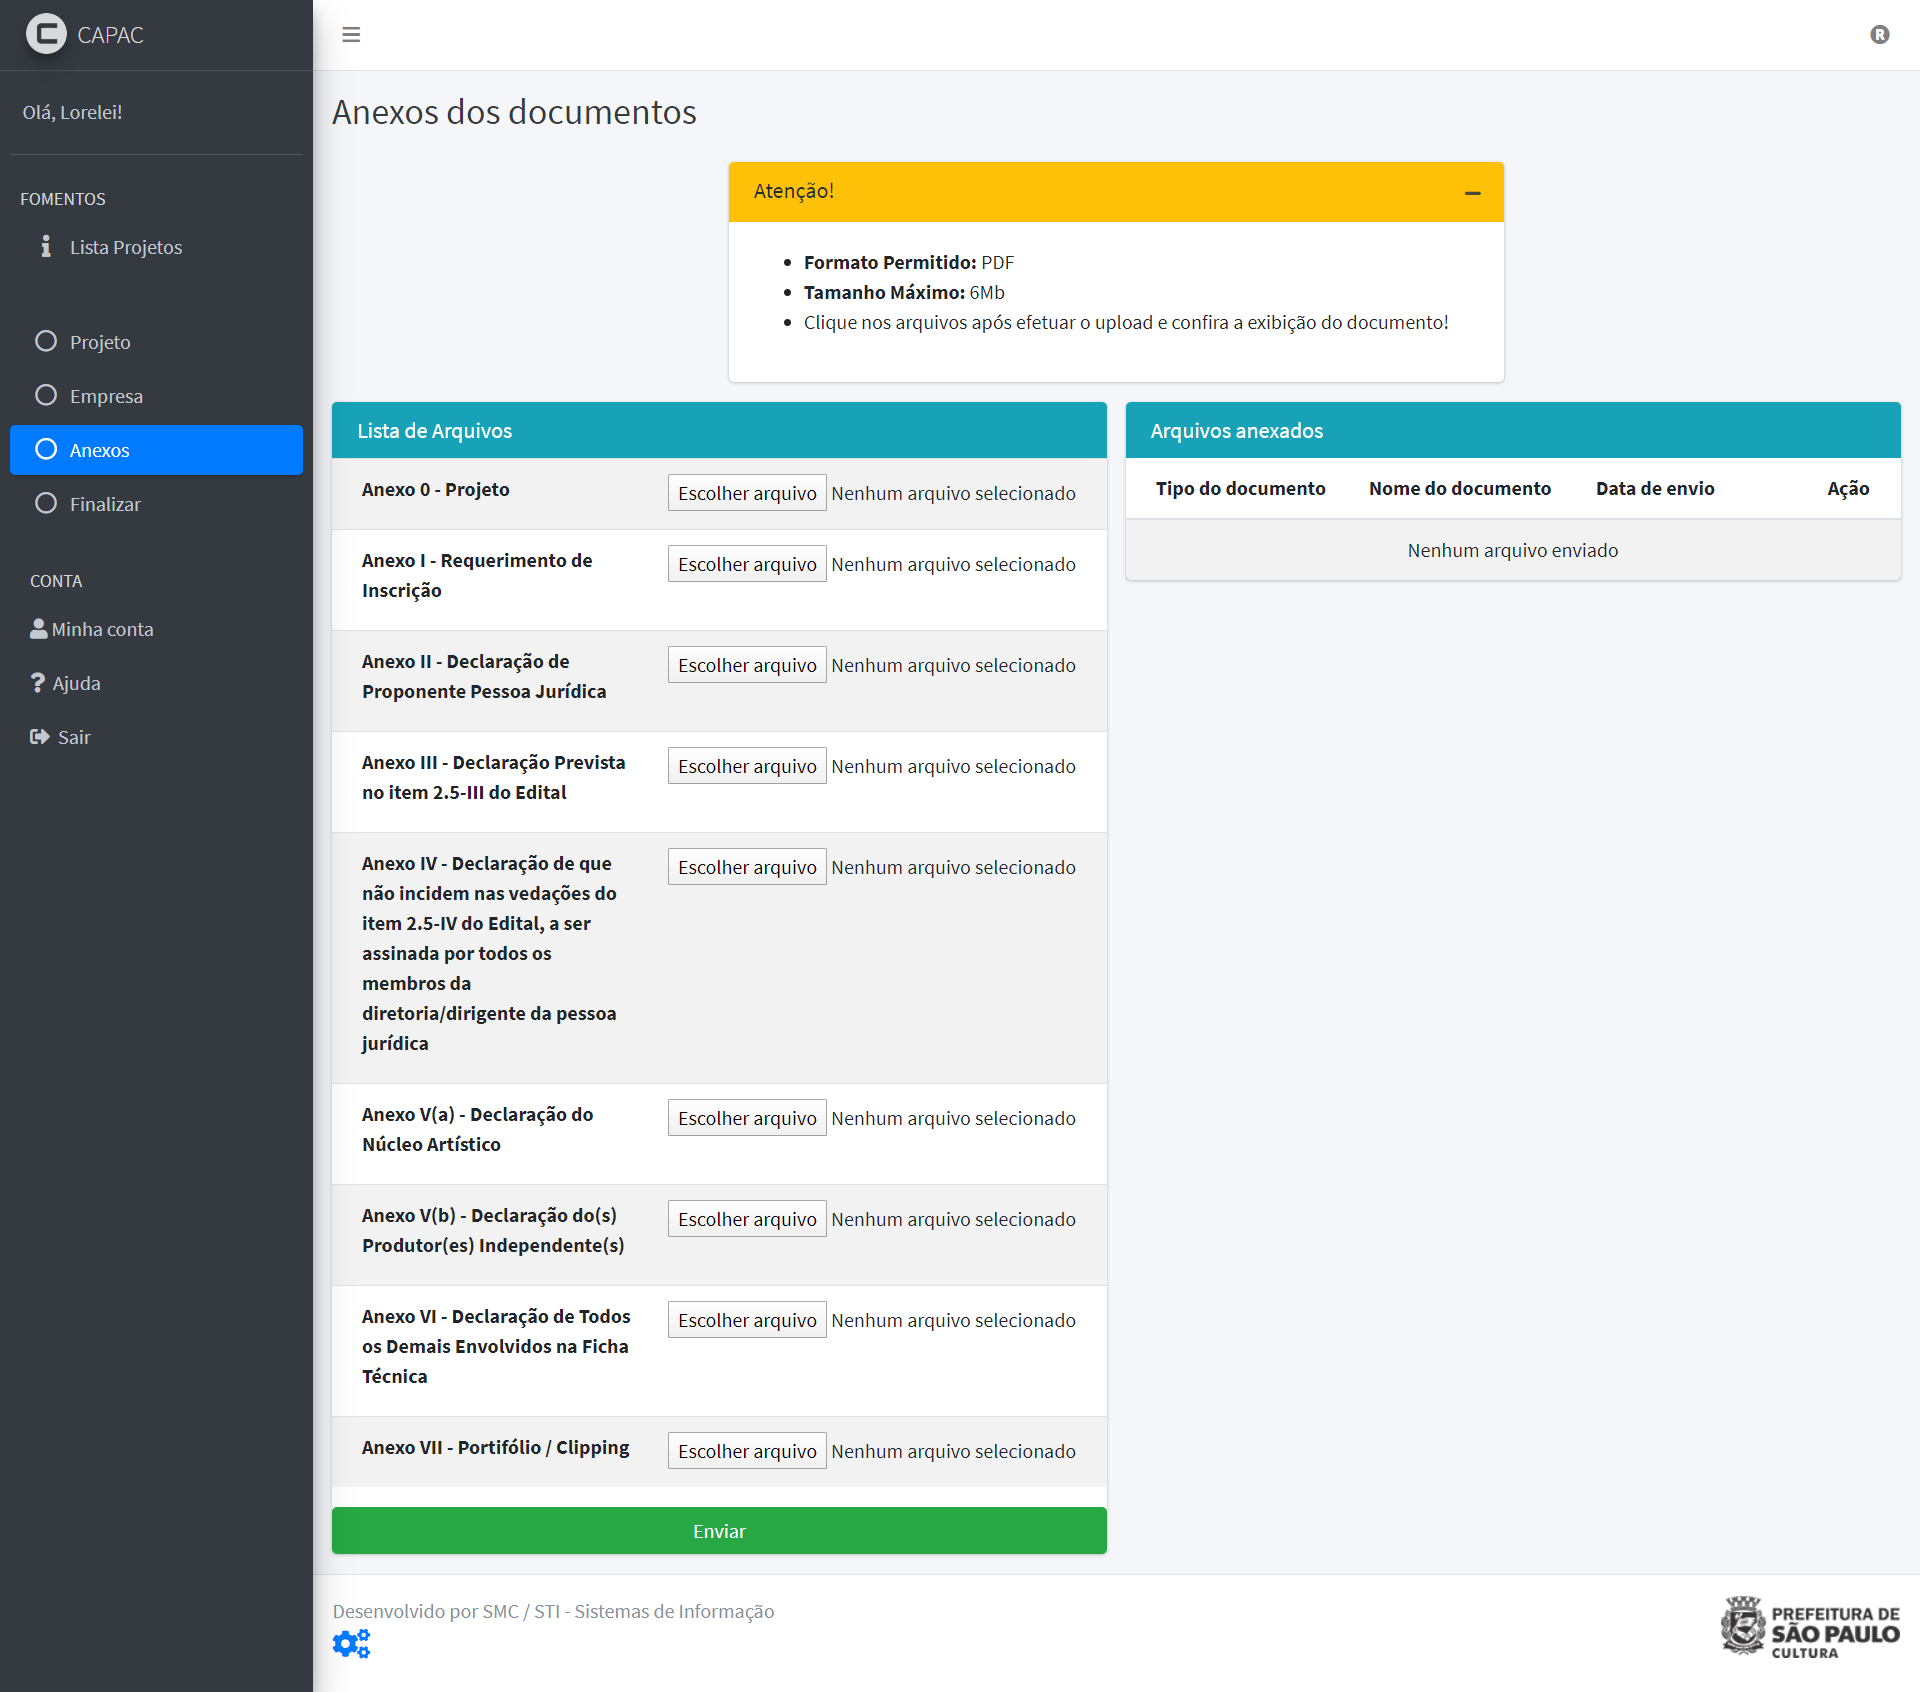 CAPAC
R
Olá, Lorelei!
FOMENTOS
Lista Projetos
Projeto
Empresa
Anexos
Finalizar
CONTA
Minha conta
Ajuda
Sair
Anexos dos documentos
Atenção!
Formato Permitido: PDF
Tamanho Máximo: 6Mb
Clique nos arquivos após efetuar o upload e confira a exibição do documento!
Lista de Arquivos
Anexo 0 - Projeto
Escolher arquivo Nenhum arquivo selecionado
Anexo I - Requerimento de
Inscrição
Escolher arquivo Nenhum arquivo selecionado
Anexo II - Declaração de
Proponente Pessoa Jurídica
Escolher arquivo Nenhum arquivo selecionado
Anexo III - Declaração Prevista
no item 2.5-III do Edital
Escolher arquivo Nenhum arquivo selecionado
Anexo IV - Declaração de que
não incidem nas vedações do
item 2.5-IV do Edital, a ser
assinada por todos os
membros da
diretoria/dirigente da pessoa
jurídica
Escolher arquivo Nenhum arquivo selecionado
Anexo V(a) - Declaração do
Núcleo Artístico
Escolher arquivo Nenhum arquivo selecionado
Anexo V(b) - Declaração do(s)
Produtor(es) Independente(s)
Escolher arquivo Nenhum arquivo selecionado
Anexo VI - Declaração de Todos
os Demais Envolvidos na Ficha
Técnica
Escolher arquivo Nenhum arquivo selecionado
Anexo VII - Portifólio / Clipping
Escolher arquivo Nenhum arquivo selecionado
Enviar
Arquivos anexados
Tipo do documento Nome do documento Data de envio Ação
Nenhum arquivo enviado
Desenvolvido por SMC / STI - Sistemas de Informação
PREFEITURA DE
SÃO PAULO
CULTURA